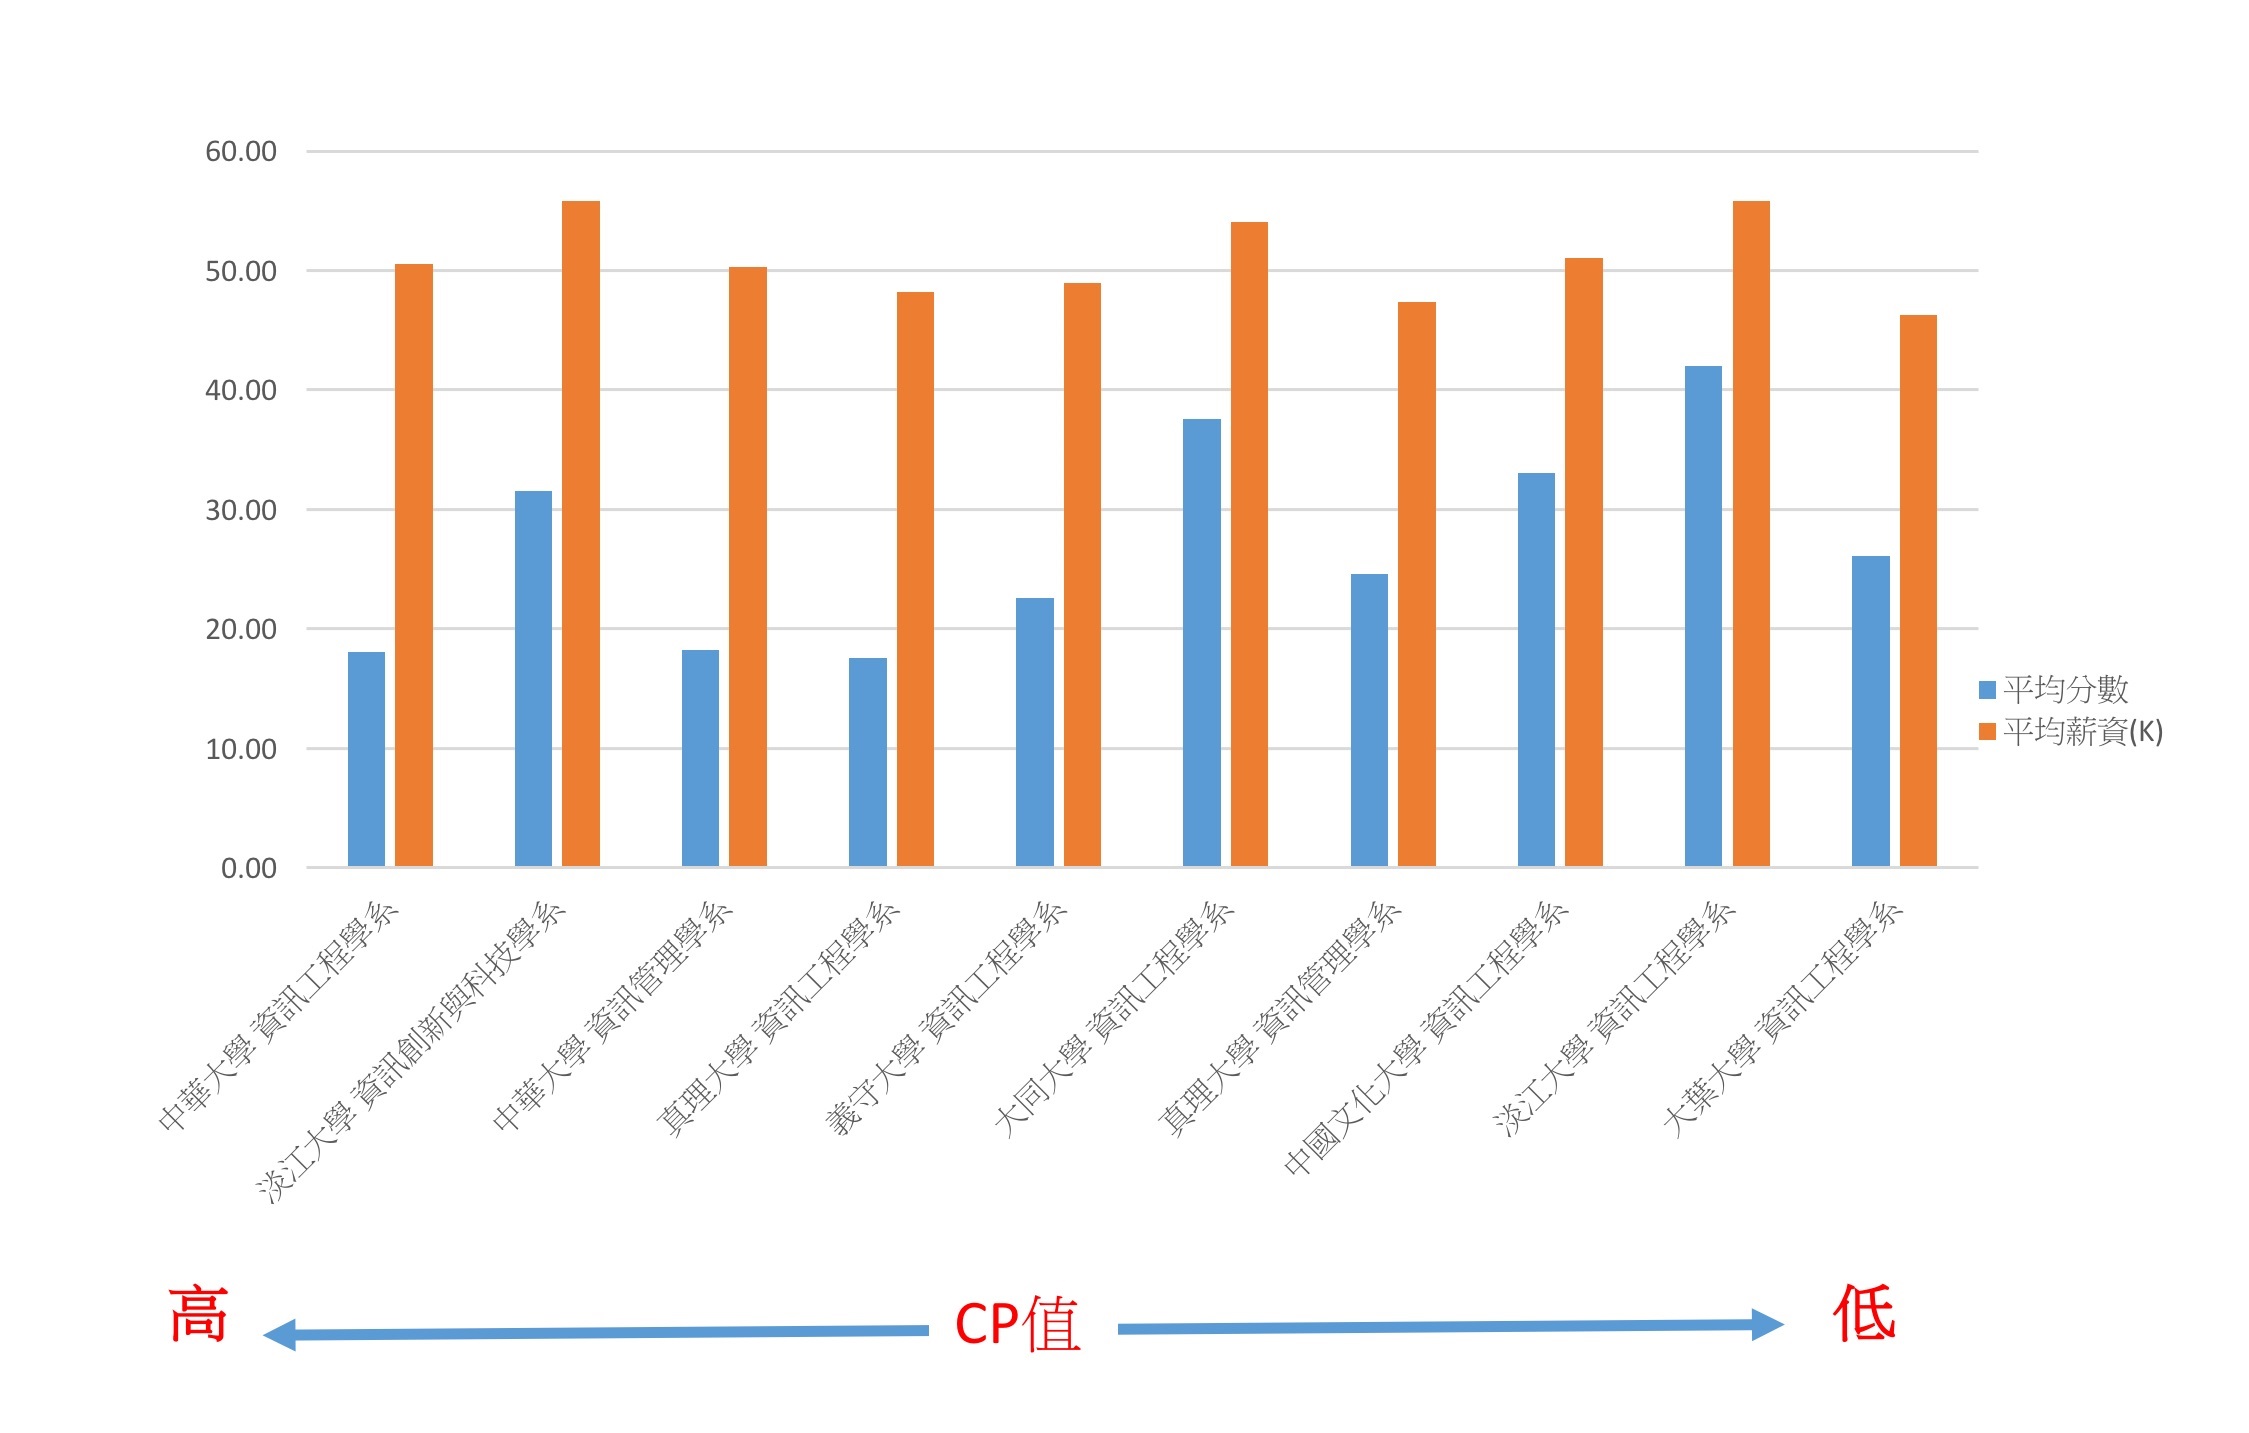 60.00
50.00
40.00
30.00
20.00
10.00
0.00
平均分數
平均薪資(K)
中華大學 資訊工程學系
淡江大學 資訊創新與科技學系
中華大學 資訊管理學系
真理大學 資訊工程學系
義守大學 資訊工程學系
大同大學 資訊工程學系
真理大學 資訊管理學系
中國文化大學 資訊工程學系
淡江大學 資訊工程學系
大葉大學 資訊工程學系
高 CP值 低